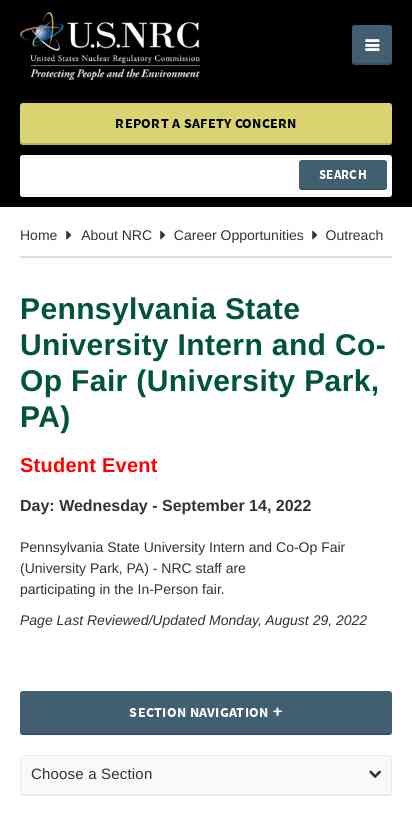 U.S.NRC
United States Nuclear Regulatory Commission
Protecting People and the Environment
REPORT A SAFETY CONCERN
SEARCH
Home About NRC Career Opportunities Outreach
Pennsylvania State
University Intern and Co-
Op Fair (University Park,
PA)
Student Event
Day: Wednesday - September 14, 2022
Pennsylvania State University Intern and Co-Op Fair
(University Park, PA) - NRC staff are
participating in the In-Person fair.
Page Last Reviewed/Updated Monday, August 29, 2022
SECTION NAVIGATION +
Choose a Section